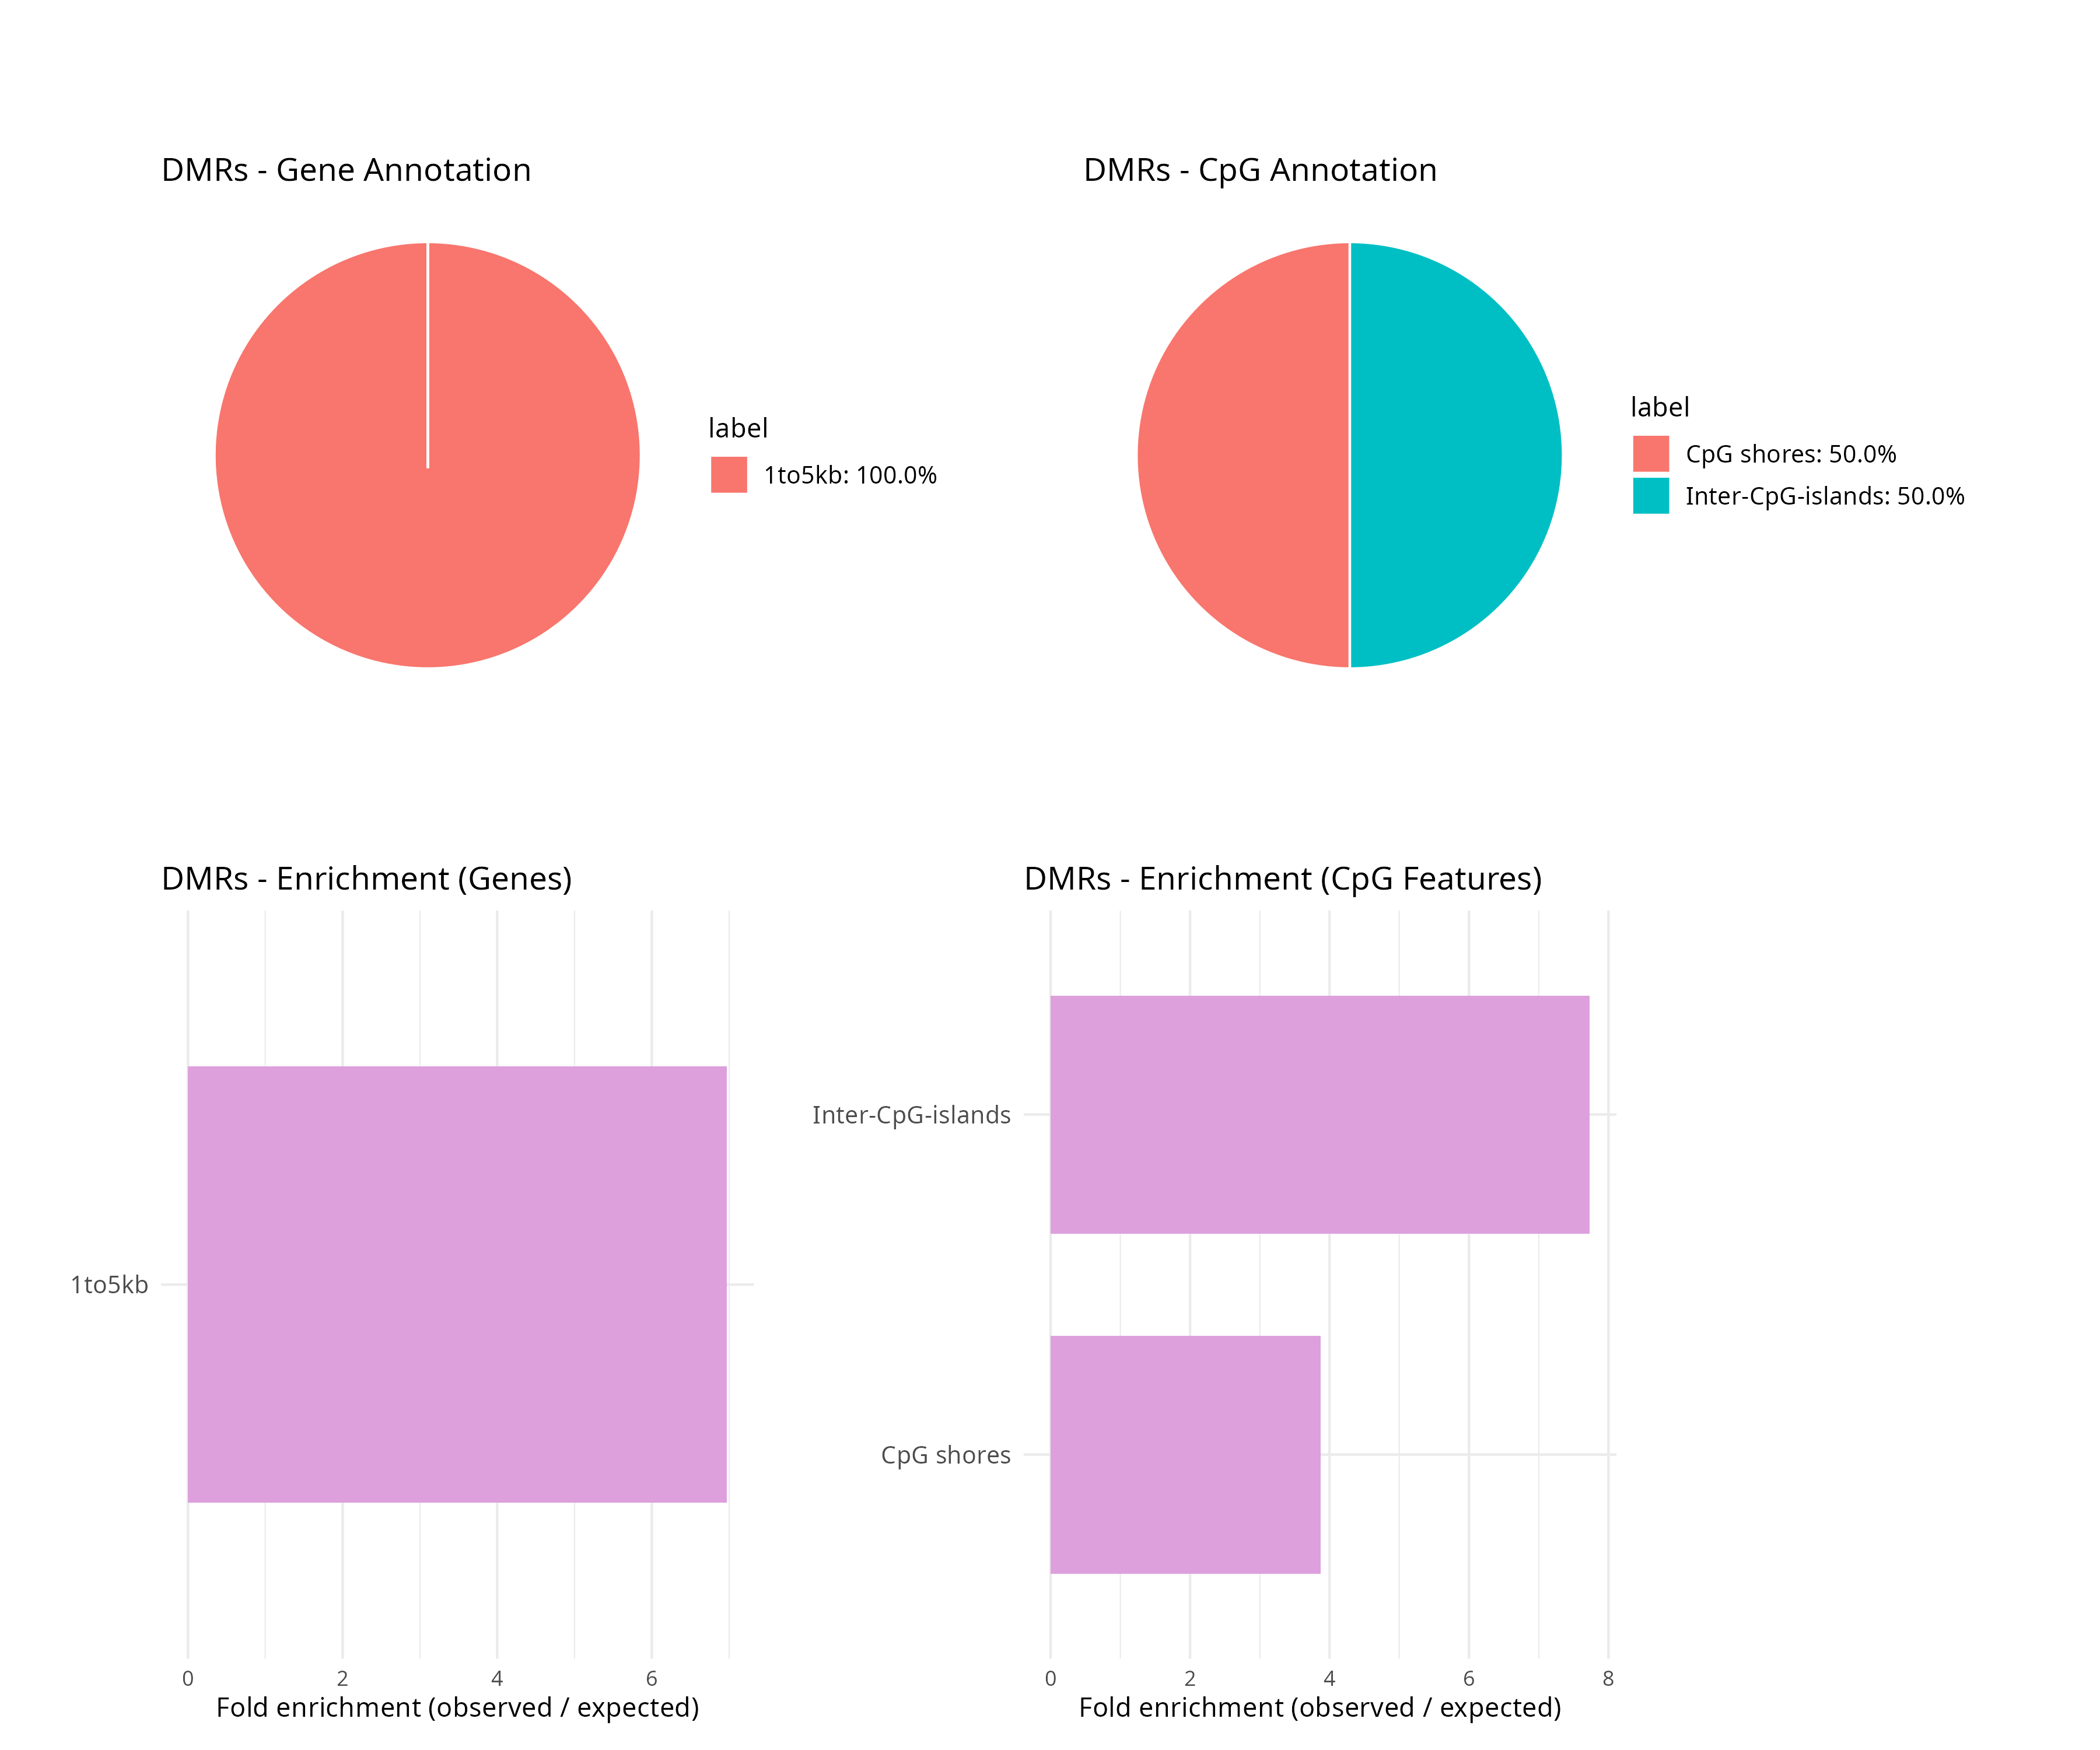 DMRs - Gene Annotation
label
1to5kb: 100.0%
DMRs - CpG Annotation
label
CpG shores: 50.0%
Inter-CpG-islands: 50.0%
DMRs - Enrichment (Genes)
1to5kb
0 2 4 6
Fold enrichment (observed / expected)
DMRs - Enrichment (CpG Features)
Inter-CpG-islands
CpG shores
0 2 4 6 8
Fold enrichment (observed / expected)